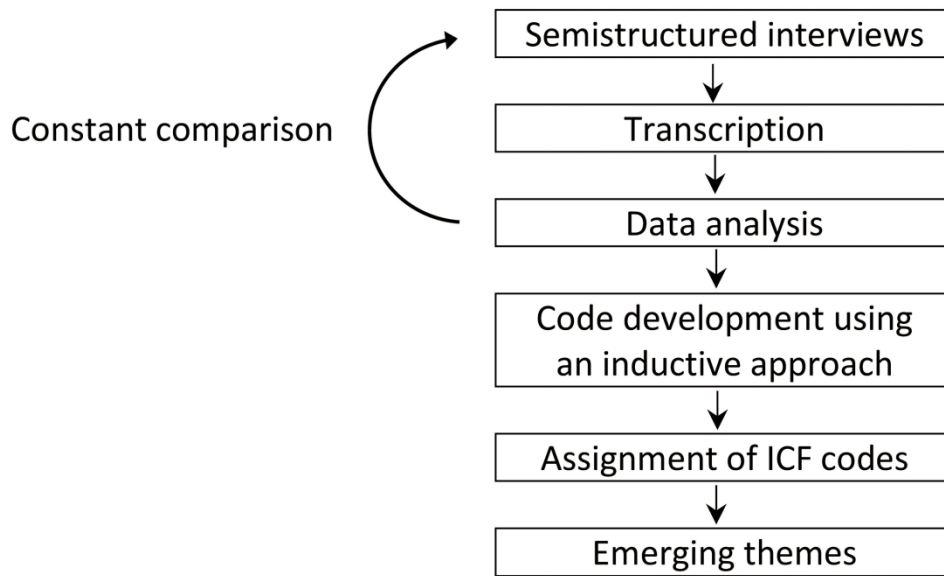 Semistructured interviews
Constant comparison
Transcription
Data analysis
Code development using
an inductive approach
Assignment of ICF codes
Emerging themes